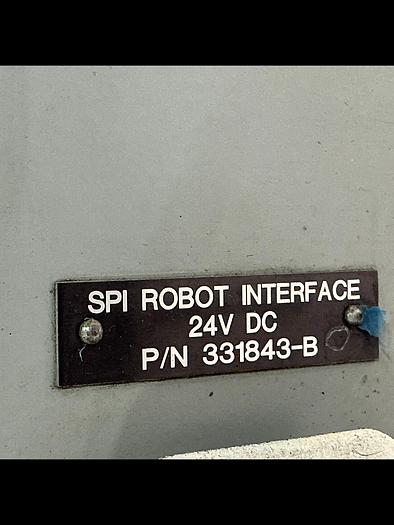 SPI ROBOT INTERFACE
24V DC
P/N 331843-B